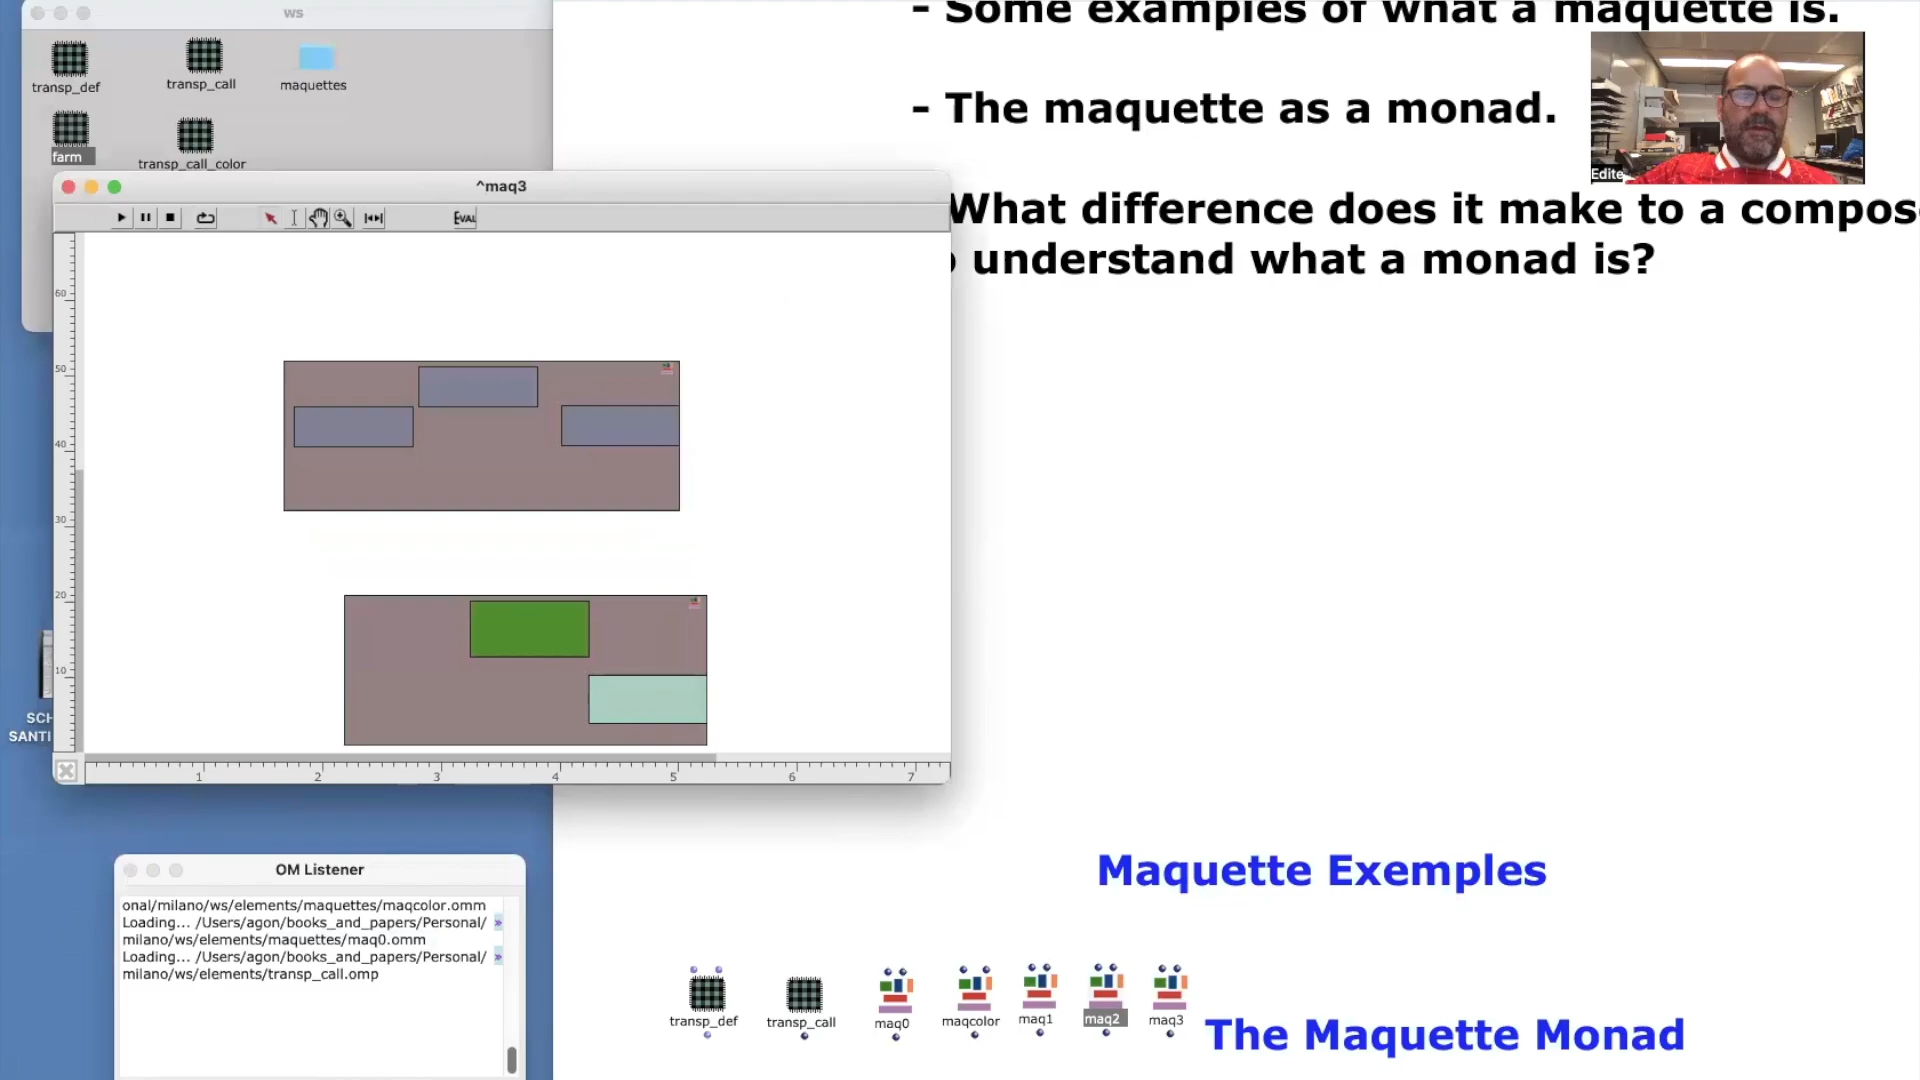 ws
- Some examples of what a maquette is.
transp_def
transp_call
maquettes
farm
transp_call_color
- The maquette as a monad.
Edite
What difference does it make to a compos
understand what a monad is?
^maq3
EVAL
60
50
40
30
20
10
1 2 3 4 5 6 7
SCH
SANTI
OM Listener
onal/milano/ws/elements/maquettes/maqcolor.omm
Loading... /Users/agon/books_and_papers/Personal/
milano/ws/elements/maquettes/maq0.omm
Loading... /Users/agon/books_and_papers/Personal/
milano/ws/elements/transp_call.omp
Maquette Exemples
transp_def
transp_call
maq0
maqcolor
maq1
maq2
maq3
The Maquette Monad